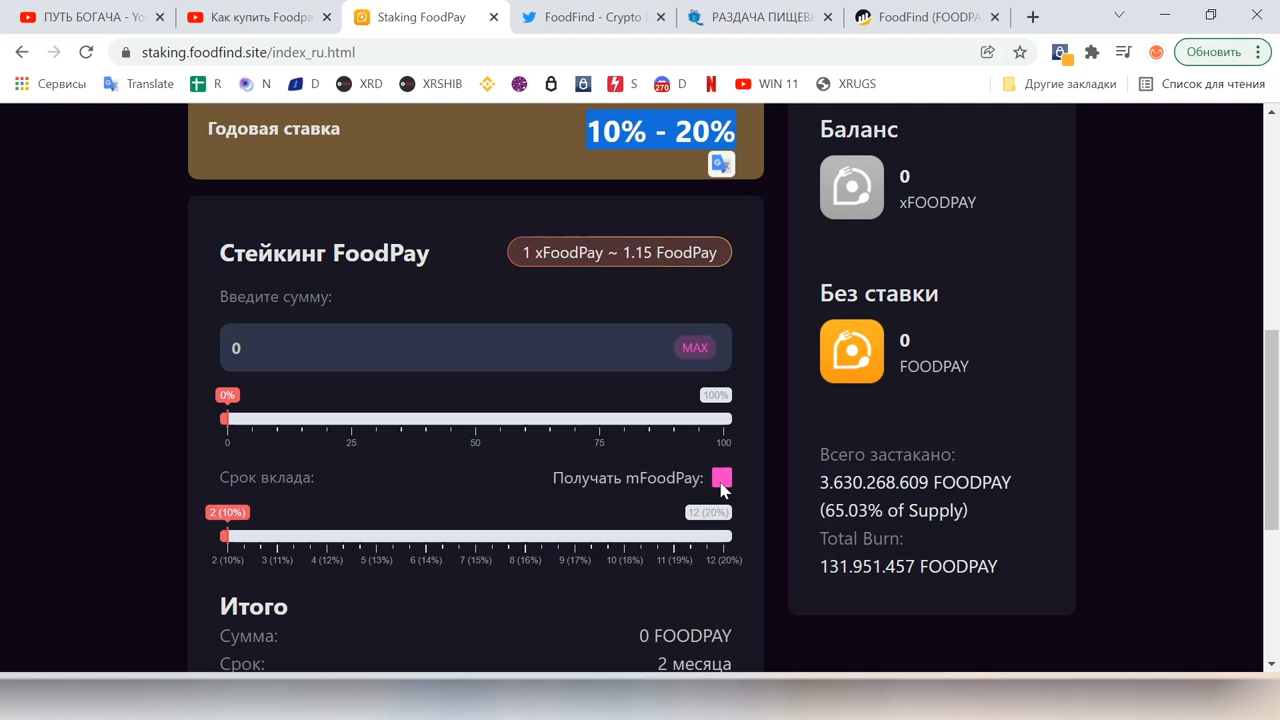 ПУТЬ БОГАЧА - Yo
Как купить Foodpa
Staking FoodPay
FoodFind - Crypto
РАЗДАЧА ПИЩЕВЫ
FoodFind (FOODPA
staking.foodfind.site/index_ru.html
Обновить
Сервисы
Translate
R
N
D
XRD
XRSHIB
S
270
D
WIN 11
XRUGS
Другие закладки
Список для чтения
Годовая ставка
10% - 20%
Стейкинг FoodPay
1 xFoodPay ~ 1.15 FoodPay
Введите сумму:
0
MAX
0%
100%
0 25 50 75 100
Срок вклада:
Получать mFoodPay:
2 (10%)
12 (20%)
2 (10%) 3 (11%) 4 (12%) 5 (13%) 6 (14%) 7 (15%) 8 (16%) 9 (17%) 10 (18%) 11 (19%) 12 (20%)
Итого
Сумма: 0 FOODPAY
Срок: 2 месяца
Баланс
0
xFOODPAY
Без ставки
0
FOODPAY
Всего застакано:
3.630.268.609 FOODPAY
(65.03% of Supply)
Total Burn:
131.951.457 FOODPAY